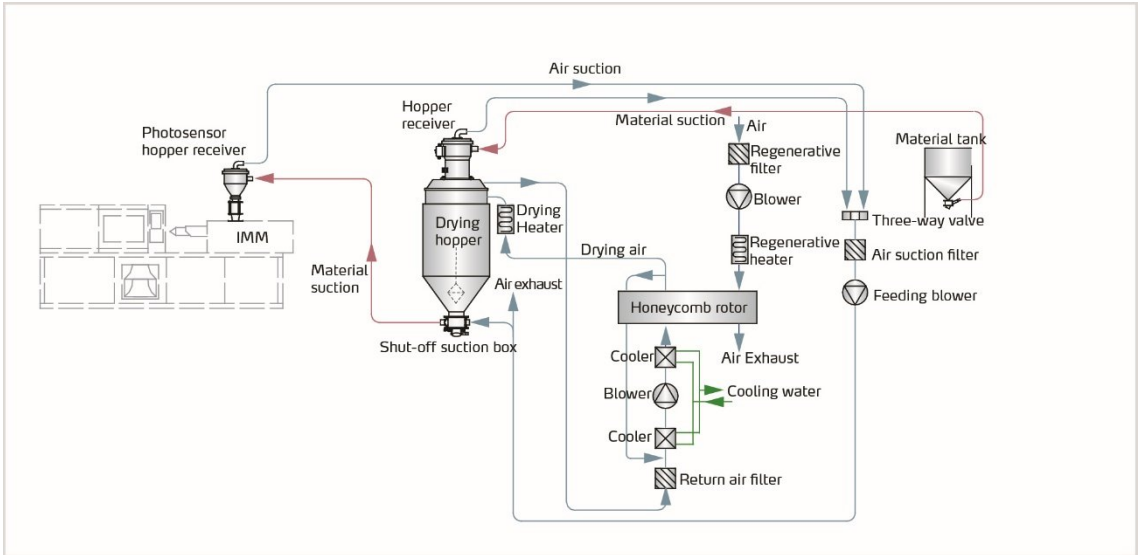 Air suction
Hopper
receiver
Material suction
Air
Photosensor
hopper receiver
Material tank
Regenerative
filter
Blower
Three-way valve
Drying
Heater
Drying
hopper
IMM
Drying air
Regenerative
heater
Air suction filter
Material
suction
Air exhaust
Feeding blower
Honeycomb rotor
Shut-off suction box
Cooler
Air Exhaust
Blower
Cooling water
Cooler
Return air filter